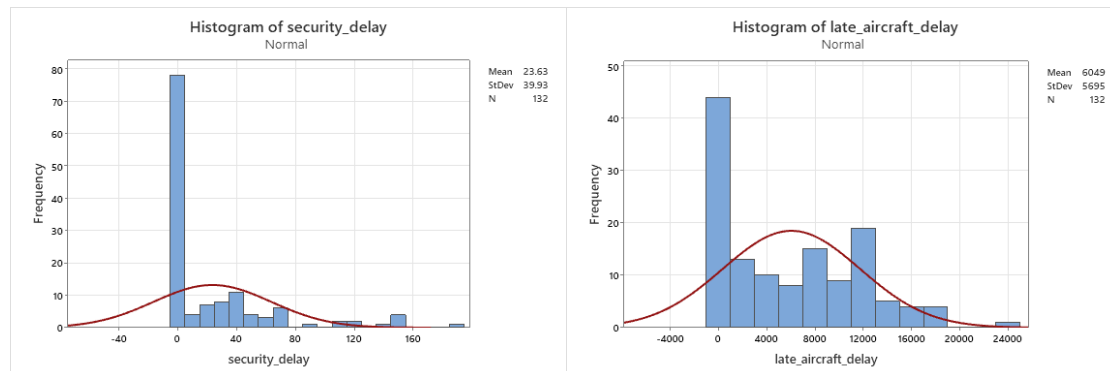 Histogram of security_delay
Normal
Mean 23.63
StDev 39.93
N 132
80
70
60
50
40
30
20
10
0
Frequency
-40 0 40 80 120 160
security_delay
Histogram of late_aircraft_delay
Normal
Mean 6049
StDev 5695
N 132
50
40
30
20
10
0
Frequency
-4000 0 4000 8000 12000 16000 20000 24000
late_aircraft_delay